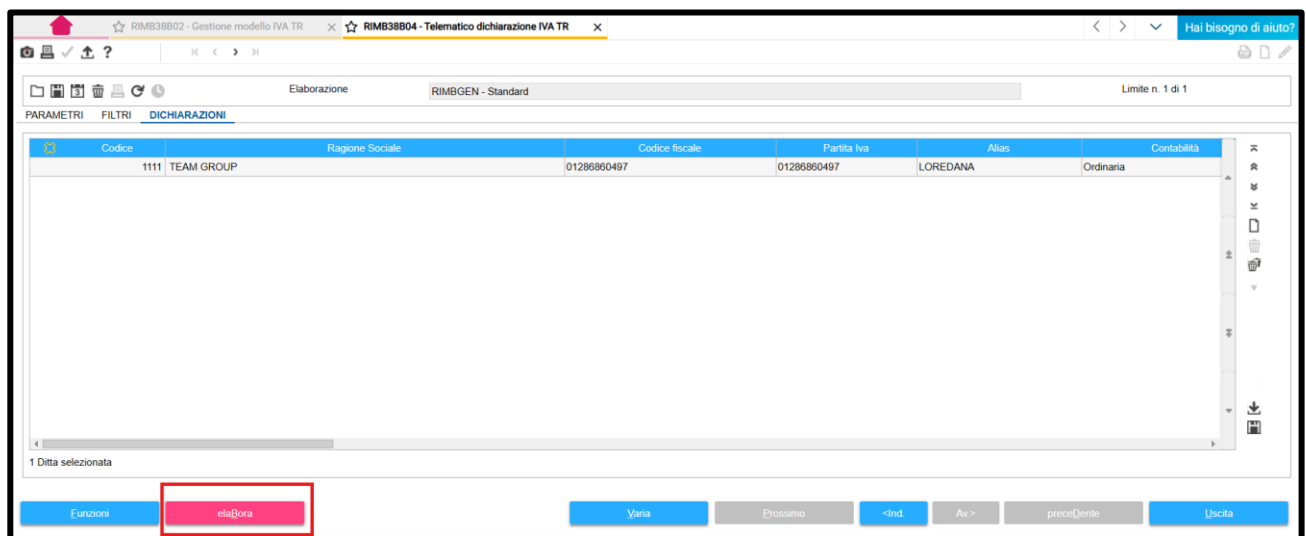 RIMB38B02 - Gestione modello IVA TR RIMB38B04 - Telematico dichiarazione IVA TR Hai bisogno di aiuto?
Elaborazione RIMBGEN - Standard Limite n. 1 di 1
PARAMETRI FILTRI DICHIARAZIONI
Codice Ragione Sociale Codice fiscale Partita Iva Alias Contabilità
1111 TEAM GROUP 01286860497 01286860497 LOREDANA Ordinaria
1 Ditta selezionata
Funzioni elaBora Varia Prossimo <Ind. Av.> preceDente Uscita